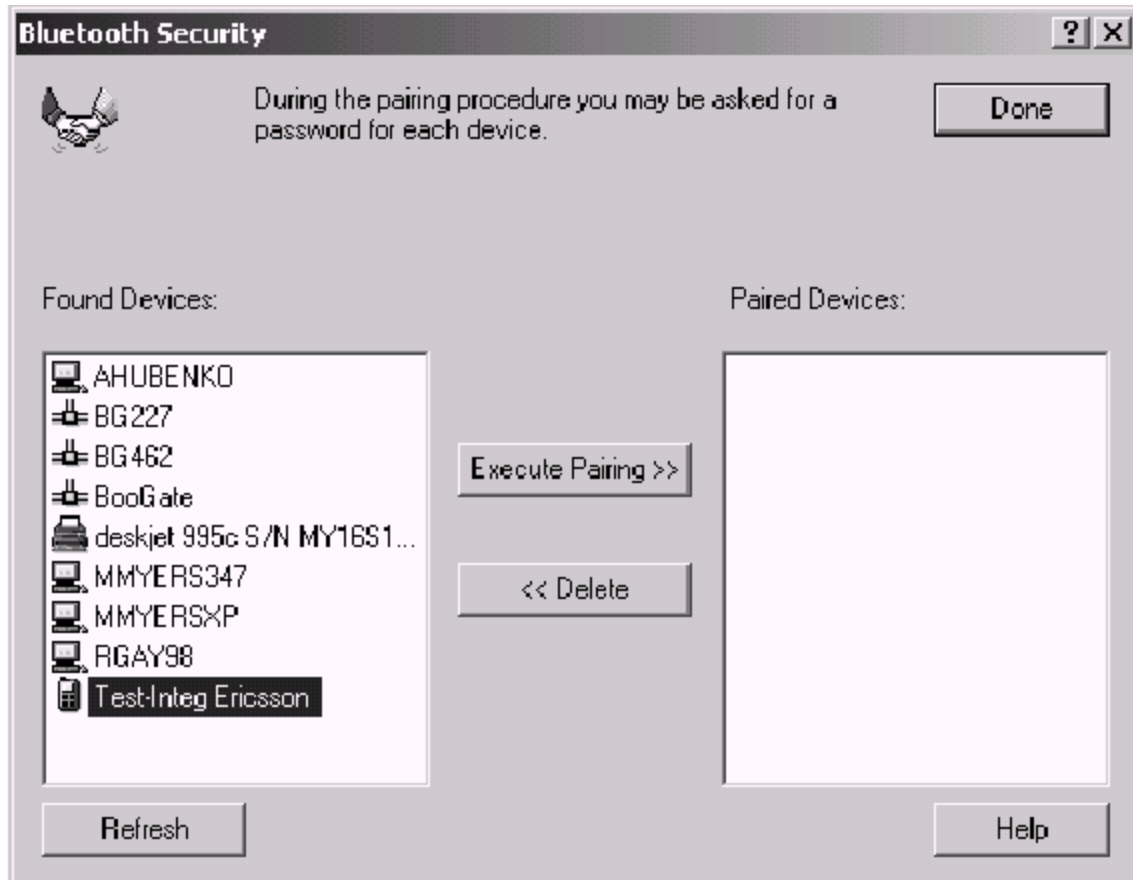 Bluetooth Security
During the pairing procedure you may be asked for a
password for each device.
Done
Found Devices:
Paired Devices:
AHUBENKO
BG227
BG462
BooGate
deskjet 995c S/N MY16S1...
MMYERS347
MMYERSXP
RGAY98
Test-Integ Ericsson
Execute Pairing >>
<< Delete
Refresh
Help